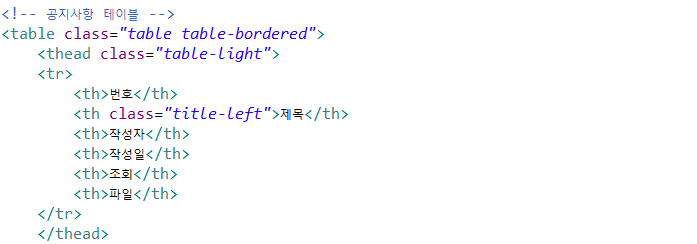 <!-- 공지사항 테이블 -->
<table class="table table-bordered">
    <thead class="table-light">
    <tr>
        <th>번호</th>
        <th class="title-left">제목</th>
        <th>작성자</th>
        <th>작성일</th>
        <th>조회</th>
        <th>파일</th>
    </tr>
    </thead>